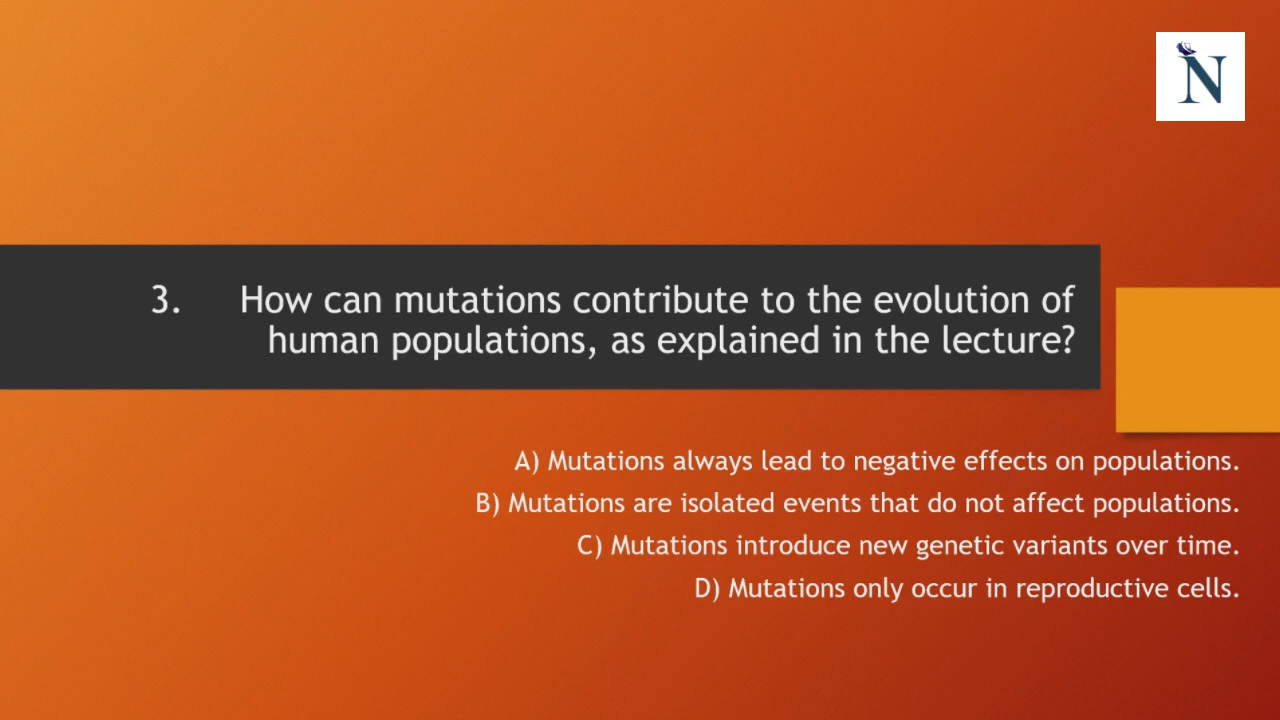 N
3. How can mutations contribute to the evolution of
human populations, as explained in the lecture?
A) Mutations always lead to negative effects on populations.
B) Mutations are isolated events that do not affect populations.
C) Mutations introduce new genetic variants over time.
D) Mutations only occur in reproductive cells.